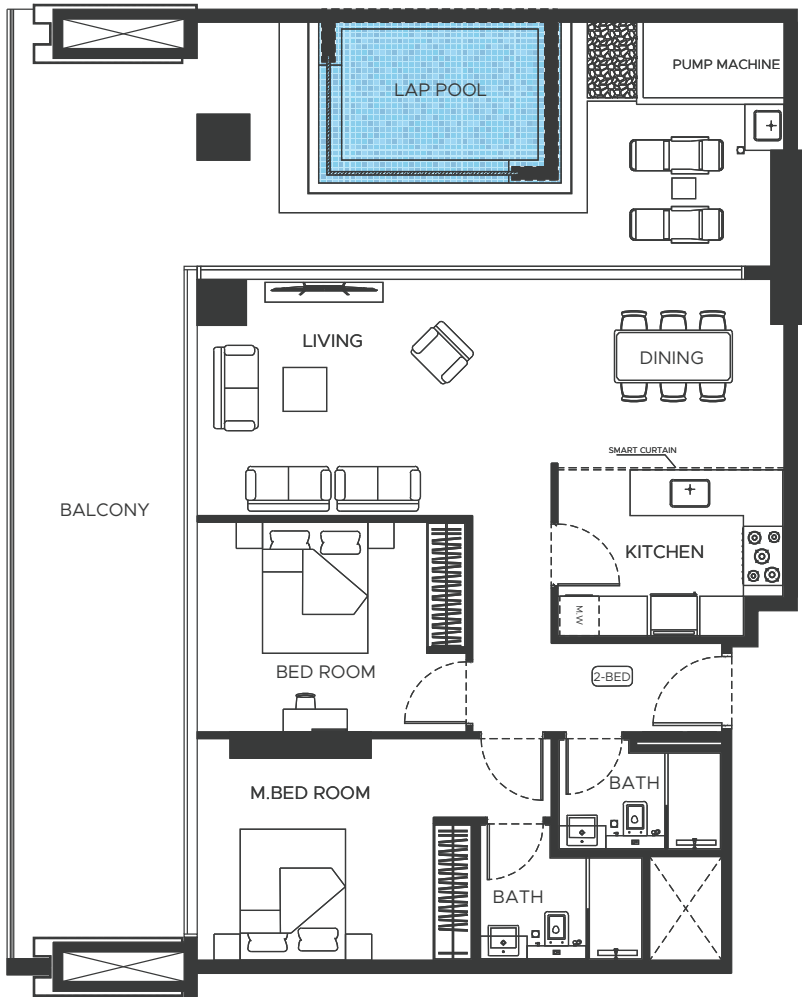 PUMP MACHINE
LAP POOL
LIVING
DINING
SMART CURTAIN
BALCONY
KITCHEN
M.W
BED ROOM
2-BED
BATH
M.BED ROOM
BATH